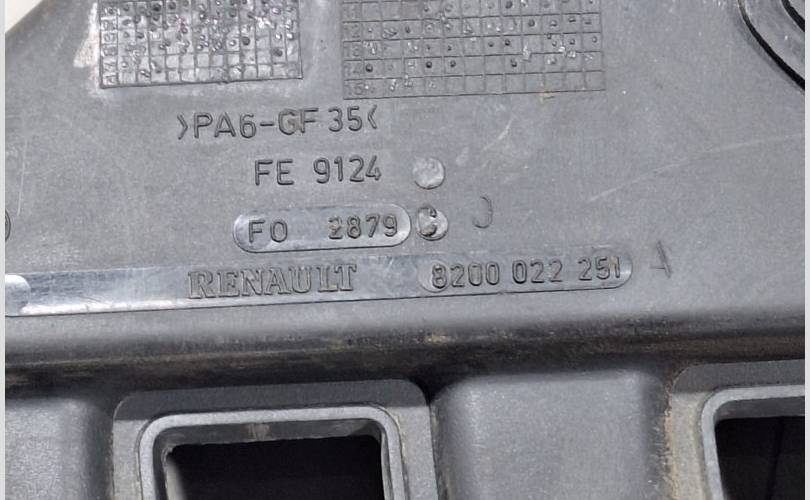 >PA6-GF 35<
FE 9124
FO 2879 C
RENAULT 8200 022 251 A